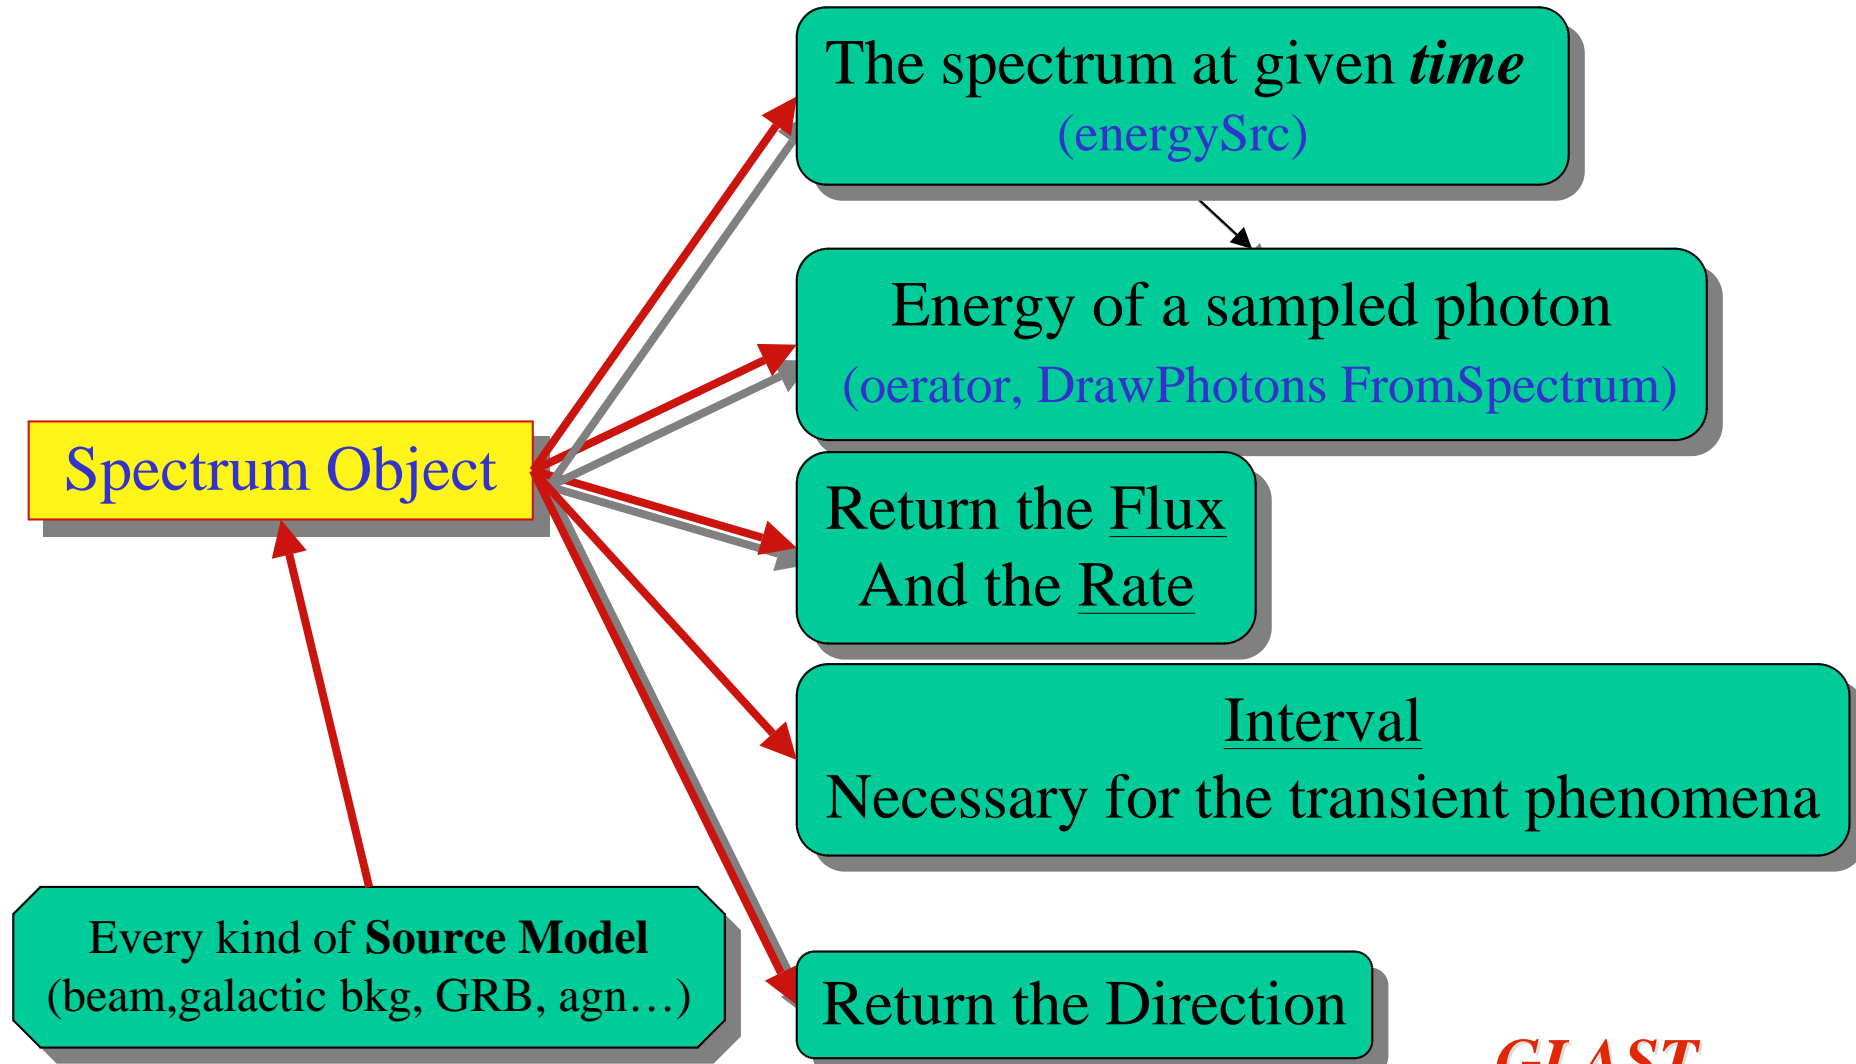 The spectrum at given time
(energySrc)
Energy of a sampled photon
(oerator, DrawPhotons FromSpectrum)
Spectrum Object
Return the Flux
And the Rate
Interval
Necessary for the transient phenomena
Every kind of Source Model
(beam,galactic bkg, GRB, agn…)
Return the Direction
GLAST